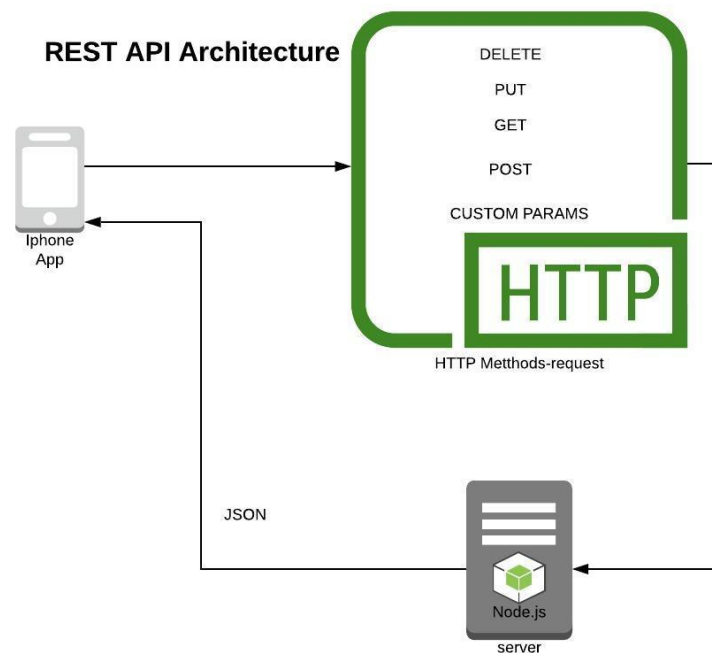 REST API Architecture
DELETE
PUT
GET
POST
CUSTOM PARAMS
HTTP
Iphone
App
HTTP Metthods-request
JSON
Node.js
server